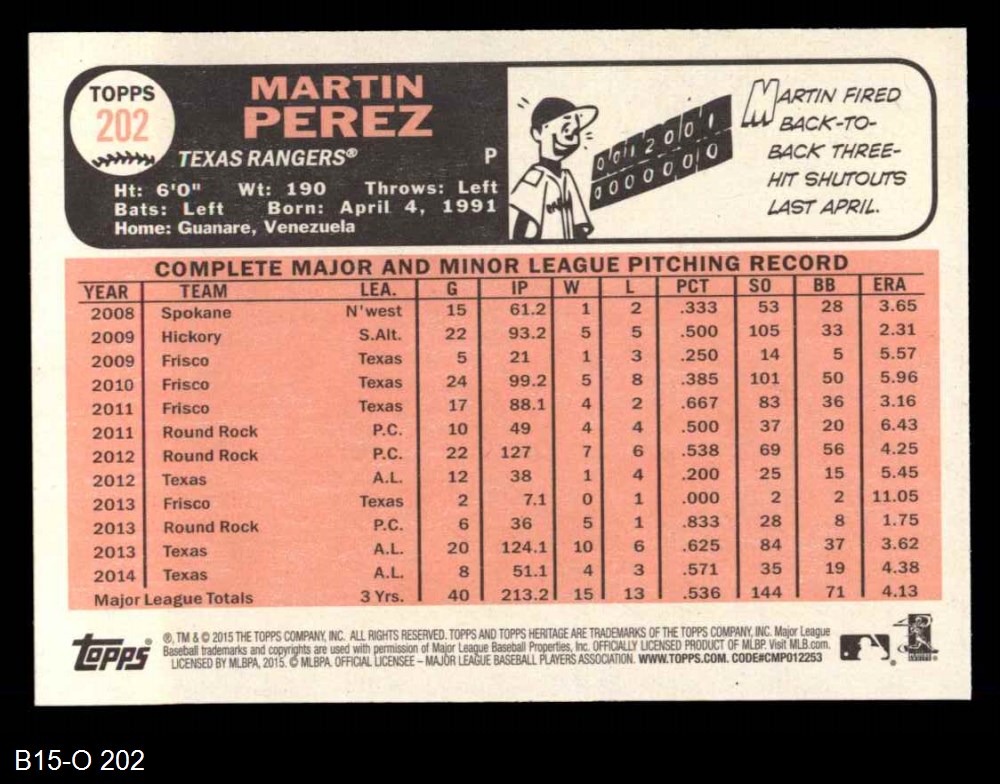 TOPPS
202
MARTIN
PEREZ
TEXAS RANGERS® P
Ht: 6'0" Wt: 190 Throws: Left
Bats: Left Born: April 4, 1991
Home: Guanare, Venezuela
0 0 1 2 0 0 1
0 0 0 0 0 0 0
MARTIN FIRED
BACK-TO-
BACK THREE-
HIT SHUTOUTS
LAST APRIL.
COMPLETE MAJOR AND MINOR LEAGUE PITCHING RECORD
YEAR TEAM LEA. G IP W L PCT SO BB ERA
2008 Spokane N'west 15 61.2 1 2 .333 53 28 3.65
2009 Hickory S.Alt. 22 93.2 5 5 .500 105 33 2.31
2009 Frisco Texas 5 21 1 3 .250 14 5 5.57
2010 Frisco Texas 24 99.2 5 8 .385 101 50 5.96
2011 Frisco Texas 17 88.1 4 2 .667 83 36 3.16
2011 Round Rock P.C. 10 49 4 4 .500 37 20 6.43
2012 Round Rock P.C. 22 127 7 6 .538 69 56 4.25
2012 Texas A.L. 12 38 1 4 .200 25 15 5.45
2013 Frisco Texas 2 7.1 0 1 .000 2 2 11.05
2013 Round Rock P.C. 6 36 5 1 .833 28 8 1.75
2013 Texas A.L. 20 124.1 10 6 .625 84 37 3.62
2014 Texas A.L. 8 51.1 4 3 .571 35 19 4.38
Major League Totals 3 Yrs. 40 213.2 15 13 .536 144 71 4.13
Topps®
®, TM & © 2015 THE TOPPS COMPANY, INC. ALL RIGHTS RESERVED. TOPPS AND TOPPS HERITAGE ARE TRADEMARKS OF THE TOPPS COMPANY, INC. Major League
Baseball trademarks and copyrights are used with permission of Major League Baseball Properties, Inc. OFFICIALLY LICENSED PRODUCT OF MLBP. Visit MLB.com.
LICENSED BY MLBPA, 2015. © MLBPA. OFFICIAL LICENSEE – MAJOR LEAGUE BASEBALL PLAYERS ASSOCIATION. WWW.TOPPS.COM. CODE#CMP012253
B15-O 202